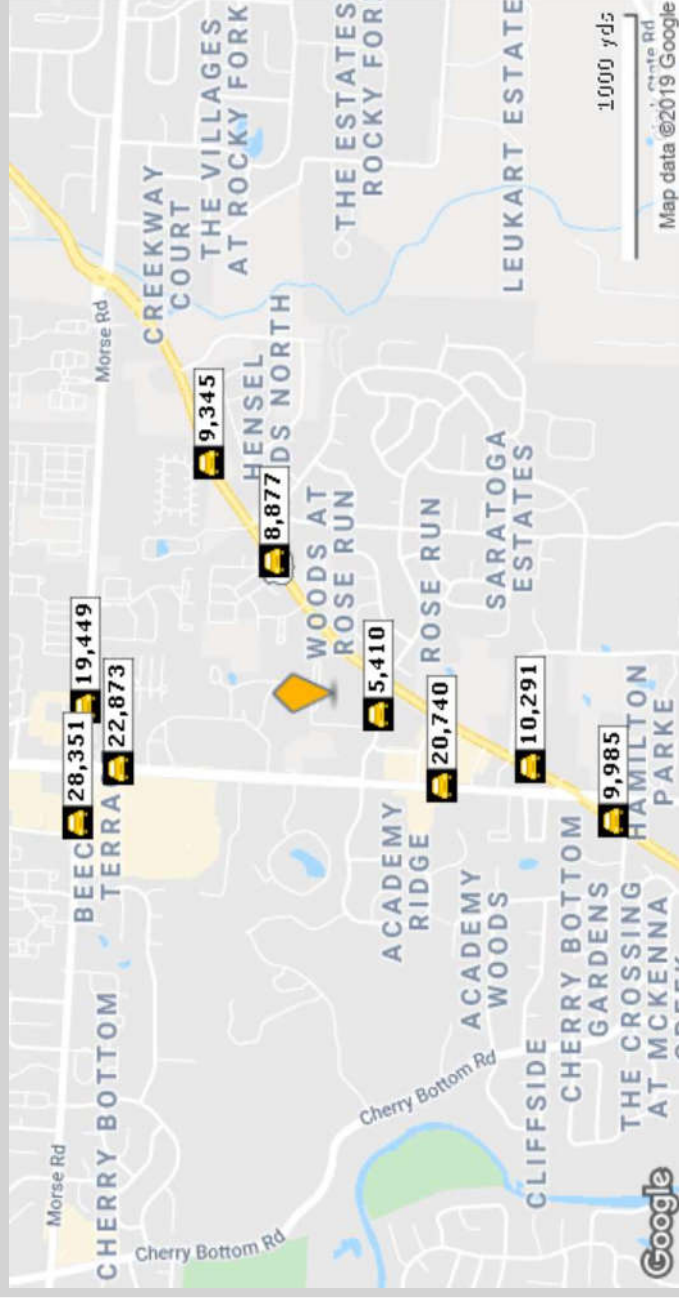 Morse Rd
Morse Rd
THE VILLAGES
AT ROCKY FORK
CREEKWAY
COURT
28,351
19,449
22,873
BEEC
TERRA
CHERRY BOTTOM
9,345
HENSEL
DS NORTH
8,877
THE ESTATES
ROCKY FOR
WOODS AT
ROSE RUN
5,410
ROSE RUN
20,740
ACADEMY
RIDGE
Cherry Bottom Rd
Cherry Bottom Rd
SARATOGA
ESTATES
LEUKART ESTATE
ACADEMY
WOODS
10,291
CLIFFSIDE
CHERRY BOTTOM
GARDENS
9,985
HAMILTON
PARKE
THE CROSSING
AT MCKENNA
1000 yds
State Rd
Google
Map data ©2019 Google